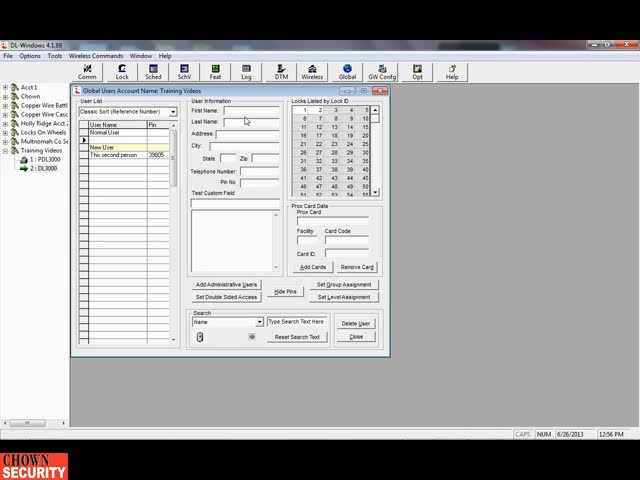 DL-Windows 4.1.88
File Options Tools Wireless Commands Window Help
Comm Lock Sched SchV Feat Log DTM Wireless Global GW Config Opt Help
Acct 1
Chown
Copper Wire Battl
Copper Wire Casc
Holly Ridge Acct 2
Locks On Wheels
Multnomah Co Se
Training Videos
1 : PDL3000
2 : DL3000
Global Users Account Name: Training Videos
User List
Classic Sort (Reference Number)
User Name Pin
Normal User
New User
This second person 39805
User Information
First Name:
Last Name:
Address:
City:
State Zip
Telephone Number:
Pin No
Test Custom Field
Locks Listed by Lock ID
1 2 3 4 5
6 7 8 9 10
11 12 13 14 15
16 17 18 19 20
21 22 23 24 25
26 27 28 29 30
31 32 33 34 35
36 37 38 39 40
41 42 43 44 45
46 47 48 49 50
51 52 53 54 55
Prox Card Data
Prox Card
Facility Card Code
Card ID:
Add Cards Remove Card
Add Administrative Users
Set Double Sided Access
Hide Pins
Set Group Assignment
Set Level Assignment
Search
Name
Type Search Text Here
Reset Search Text
Delete User
Close
CAPS NUM 6/26/2013 12:56 PM
CHOWN
SECURITY